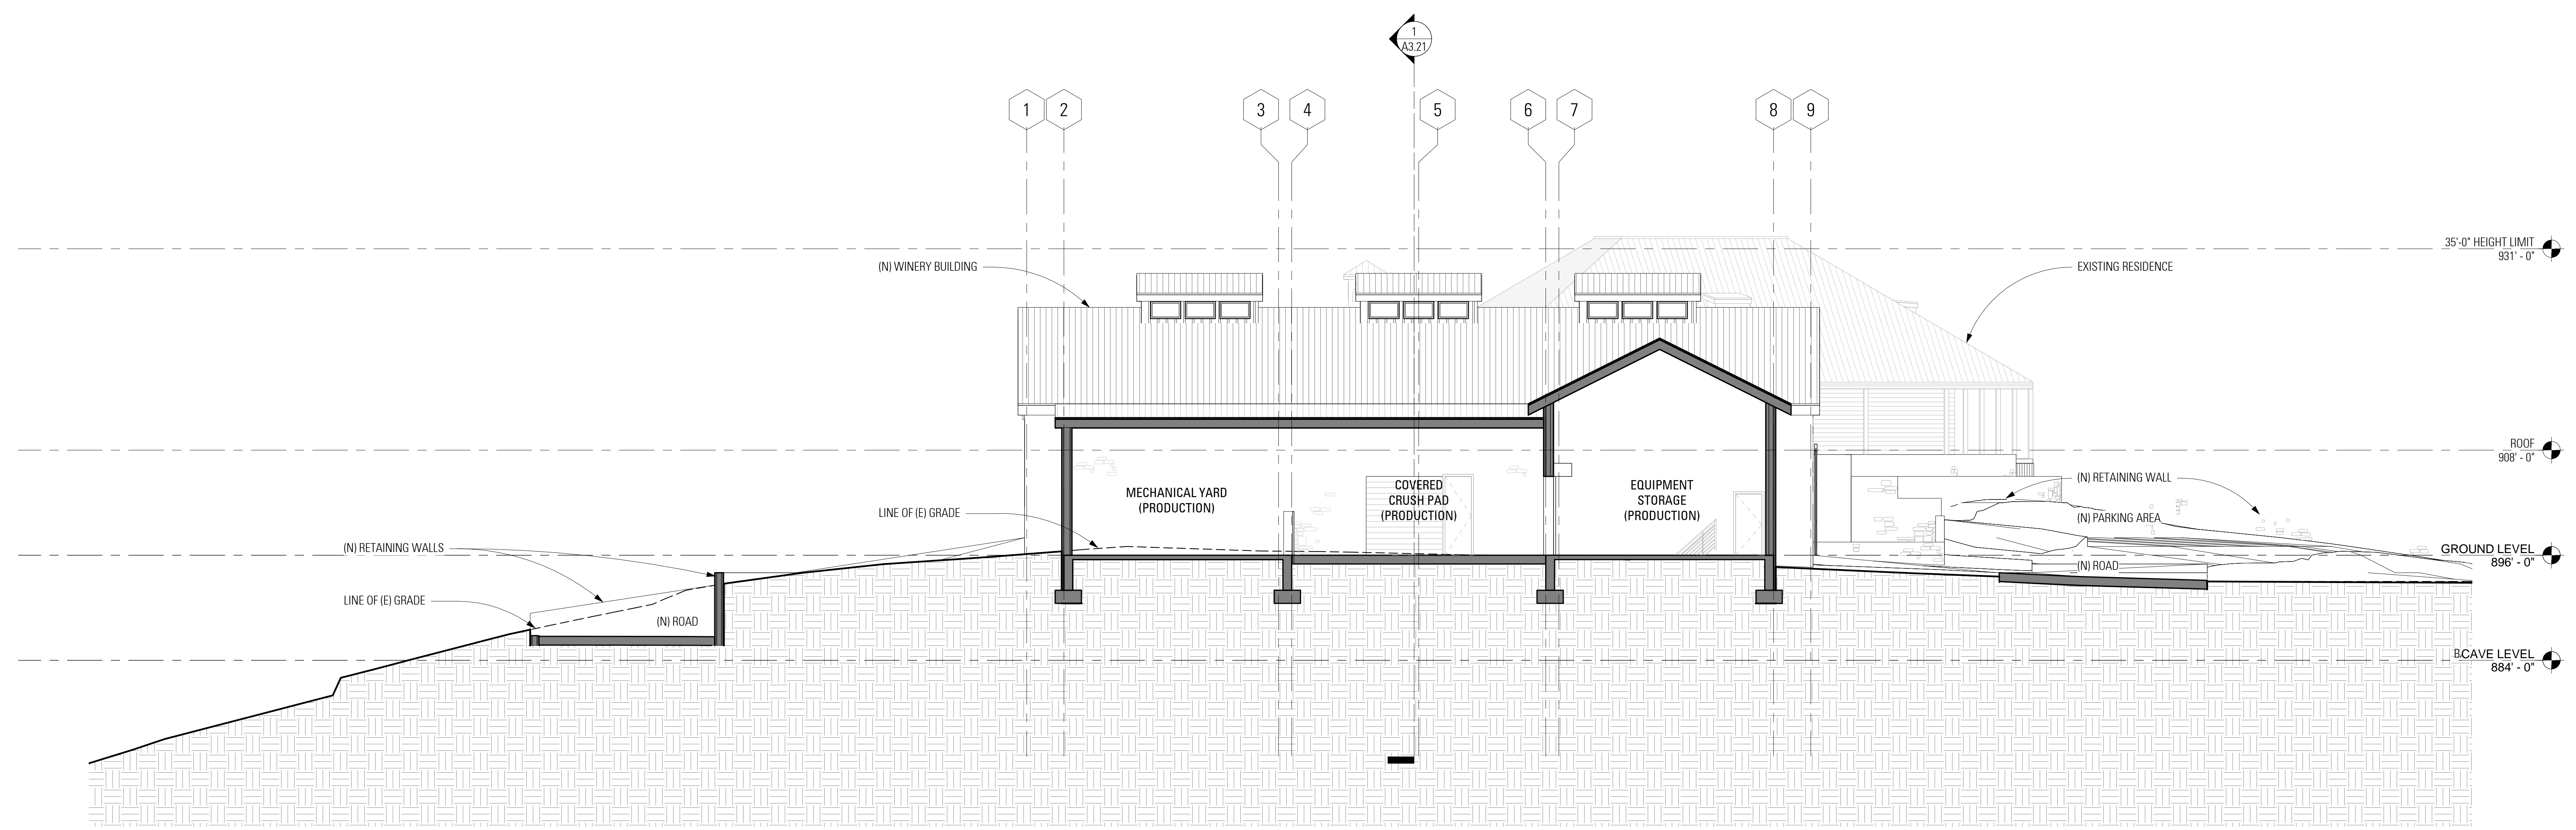 1
A3.21
1
2
3
4
5
6
7
8
9
35'-0" HEIGHT LIMIT
931' - 0"
(N) WINERY BUILDING
EXISTING RESIDENCE
ROOF
908' - 0"
(N) RETAINING WALL
MECHANICAL YARD
(PRODUCTION)
COVERED
CRUSH PAD
(PRODUCTION)
EQUIPMENT
STORAGE
(PRODUCTION)
LINE OF (E) GRADE
(N) PARKING AREA
(N) RETAINING WALLS
GROUND LEVEL
896' - 0"
(N) ROAD
LINE OF (E) GRADE
(N) ROAD
CAVE LEVEL
884' - 0"